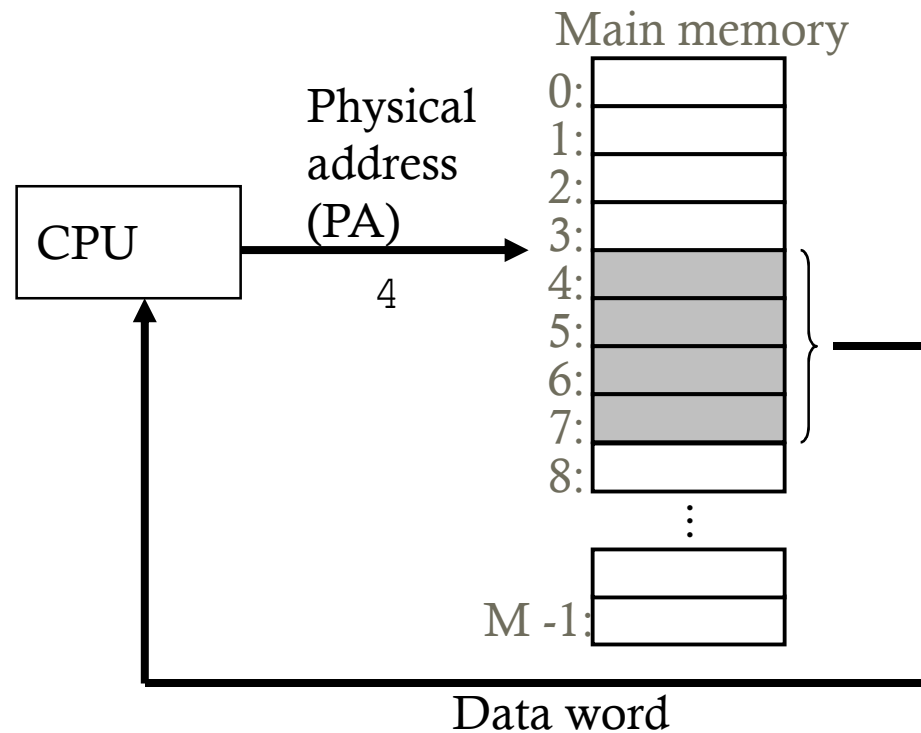 Main memory
Physical
address
(PA)
CPU
4
0:
1:
2:
3:
4:
5:
6:
7:
8:
⋮
M -1:
Data word